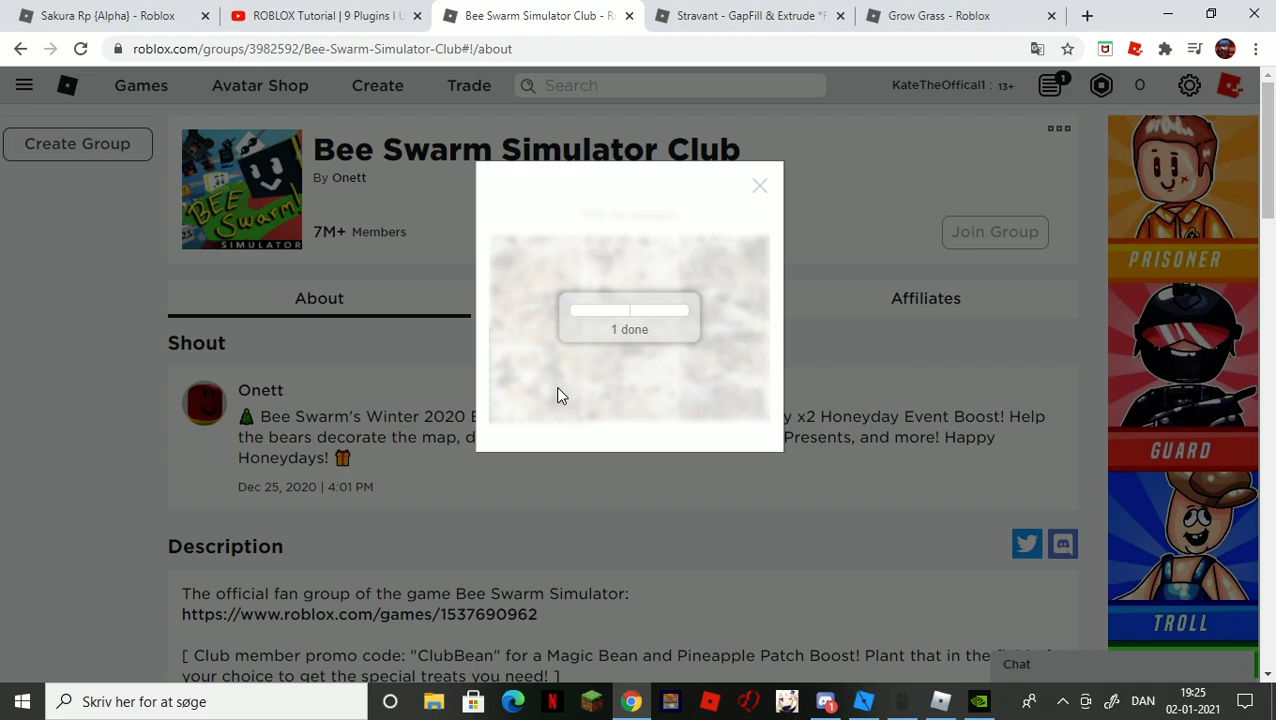 Sakura Rp {Alpha} - Roblox
ROBLOX Tutorial | 9 Plugins I U
Bee Swarm Simulator Club - R
Stravant - GapFill & Extrude *F
Grow Grass - Roblox
roblox.com/groups/3982592/Bee-Swarm-Simulator-Club#!/about
Games
Avatar Shop
Create
Trade
Search
KateTheOffical1 : 13+
1
0
Create Group
Bee Swarm Simulator Club
By Onett
7M+ Members
Join Group
BEE Swarm!
SIMULATOR
1 done
About
Affiliates
Shout
Onett
🎄 Bee Swarm's Winter 2020 B y x2 Honeyday Event Boost! Help
the bears decorate the map, d Presents, and more! Happy
Honeydays! 🎁
Dec 25, 2020 | 4:01 PM
Description
The official fan group of the game Bee Swarm Simulator:
https://www.roblox.com/games/1537690962
[ Club member promo code: "ClubBean" for a Magic Bean and Pineapple Patch Boost! Plant that in the
your choice to get the special treats you need! ]
PRISONER
GUARD
TROLL
Chat
Skriv her for at søge
1
DAN
19:25
02-01-2021